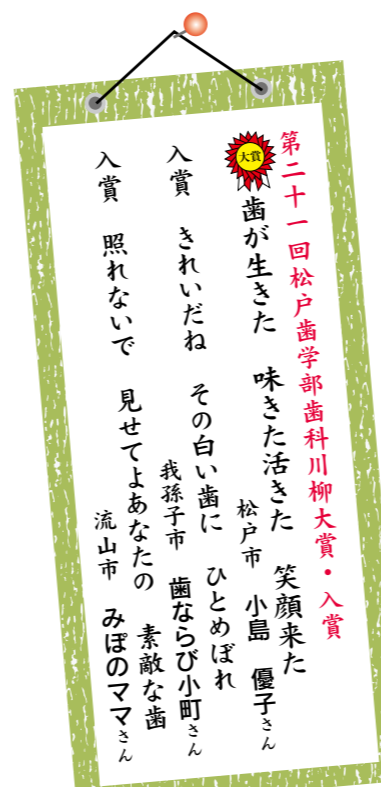 第二十一回松戸歯学部歯科川柳大賞・入賞
大賞 歯が生きた 味きた活きた 笑顔来た
松戸市 小島 優子さん
入賞 きれいだね その白い歯に ひとめぼれ
我孫子市 歯ならび小町さん
入賞 照れないで 見せてよあなたの 素敵な歯
流山市 みぽのママさん